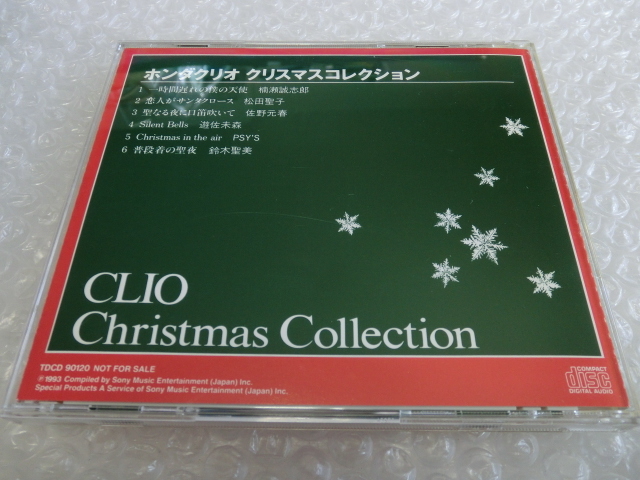 ホンダクリオ クリスマスコレクション
1 一時間遅れの僕の天使 楠瀬誠志郎
2 恋人がサンタクロース 松田聖子
3 聖なる夜に口笛吹いて 佐野元春
4 Silent Bells 遊佐未森
5 Christmas in the air PSY'S
6 普段着の聖夜 鈴木聖美
CLIO
Christmas Collection
TDCD 90120 NOT FOR SALE
℗1993 Compiled by Sony Music Entertainment (Japan) Inc.
Special Products A Service of Sony Music Entertainment (Japan) Inc.
COMPACT
disc
DIGITAL AUDIO